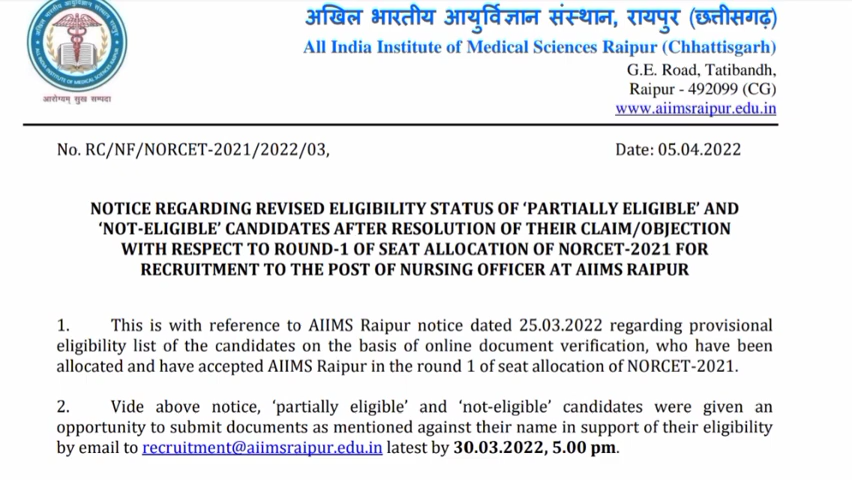 अखिल भारतीय आयुर्विज्ञान संस्थान, रायपुर (छत्तीसगढ़)
All India Institute of Medical Sciences Raipur (Chhattisgarh)
G.E. Road, Tatibandh,
Raipur - 492099 (CG)
www.aiimsraipur.edu.in
आरोग्यम् सुख सम्पदा
No. RC/NF/NORCET-2021/2022/03,
Date: 05.04.2022
NOTICE REGARDING REVISED ELIGIBILITY STATUS OF ‘PARTIALLY ELIGIBLE’ AND
‘NOT-ELIGIBLE’ CANDIDATES AFTER RESOLUTION OF THEIR CLAIM/OBJECTION
WITH RESPECT TO ROUND-1 OF SEAT ALLOCATION OF NORCET-2021 FOR
RECRUITMENT TO THE POST OF NURSING OFFICER AT AIIMS RAIPUR
1. This is with reference to AIIMS Raipur notice dated 25.03.2022 regarding provisional
eligibility list of the candidates on the basis of online document verification, who have been
allocated and have accepted AIIMS Raipur in the round 1 of seat allocation of NORCET-2021.
2. Vide above notice, ‘partially eligible’ and ‘not-eligible’ candidates were given an
opportunity to submit documents as mentioned against their name in support of their eligibility
by email to recruitment@aiimsraipur.edu.in latest by 30.03.2022, 5.00 pm.